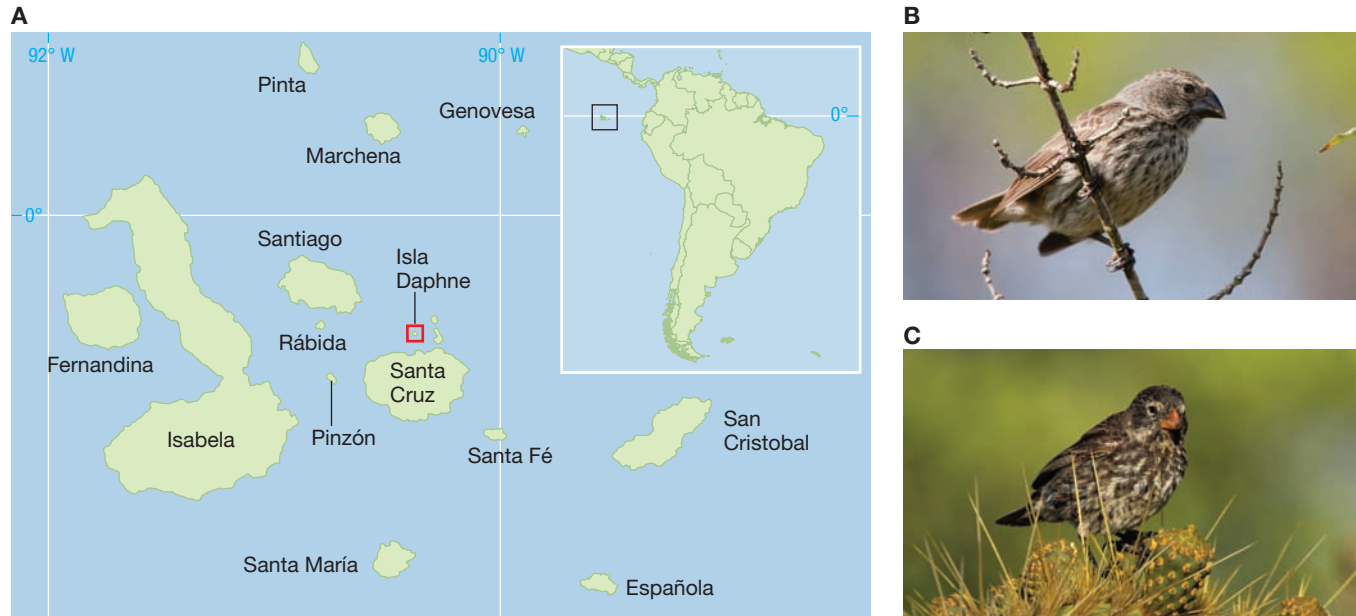 A
92° W
90° W
Pinta
Genovesa
Marchena
0°
0°
Santiago
Isla
Daphne
Rábida
Fernandina
Santa
Cruz
Isabela
Pinzón
San
Cristobal
Santa Fé
Santa María
Española
B
C